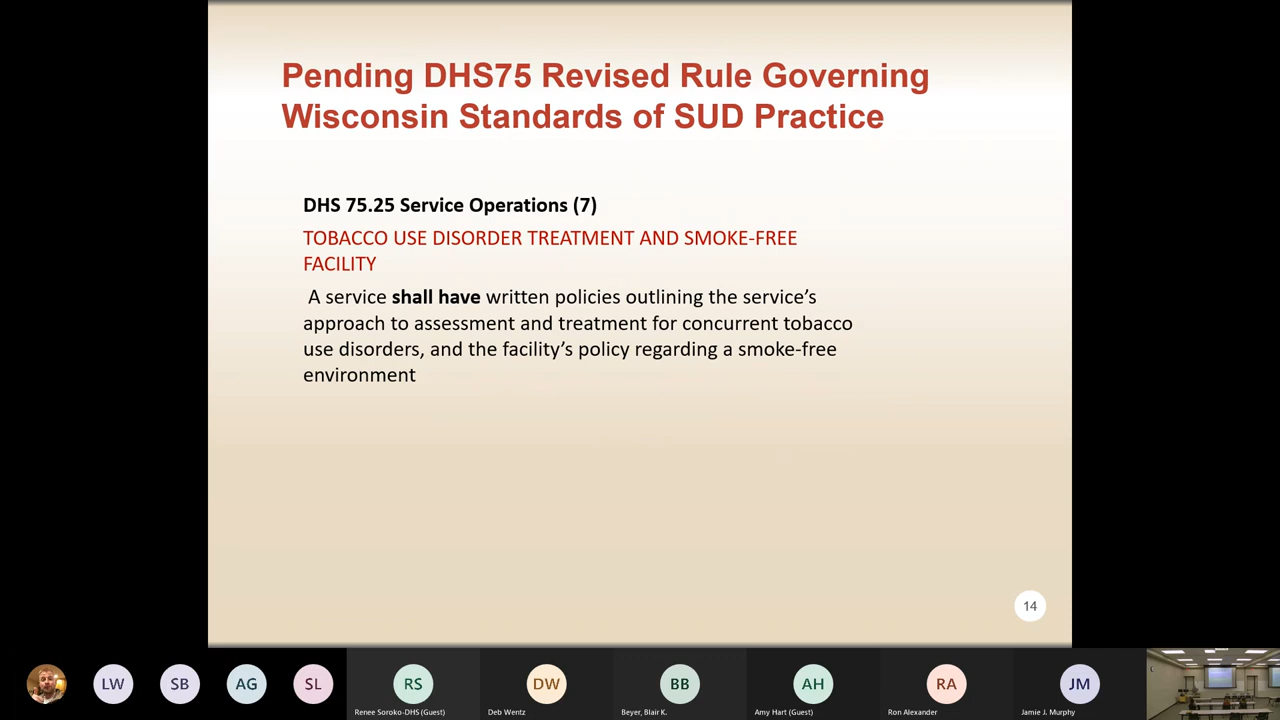 Pending DHS75 Revised Rule Governing
Wisconsin Standards of SUD Practice
DHS 75.25 Service Operations (7)
TOBACCO USE DISORDER TREATMENT AND SMOKE-FREE
FACILITY
A service shall have written policies outlining the service’s
approach to assessment and treatment for concurrent tobacco
use disorders, and the facility’s policy regarding a smoke-free
environment
14
LW
SB
AG
SL
RS
DW
BB
AH
RA
JM
Renee Soroko-DHS (Guest)
Deb Wentz
Beyer, Blair K.
Amy Hart (Guest)
Ron Alexander
Jamie J. Murphy